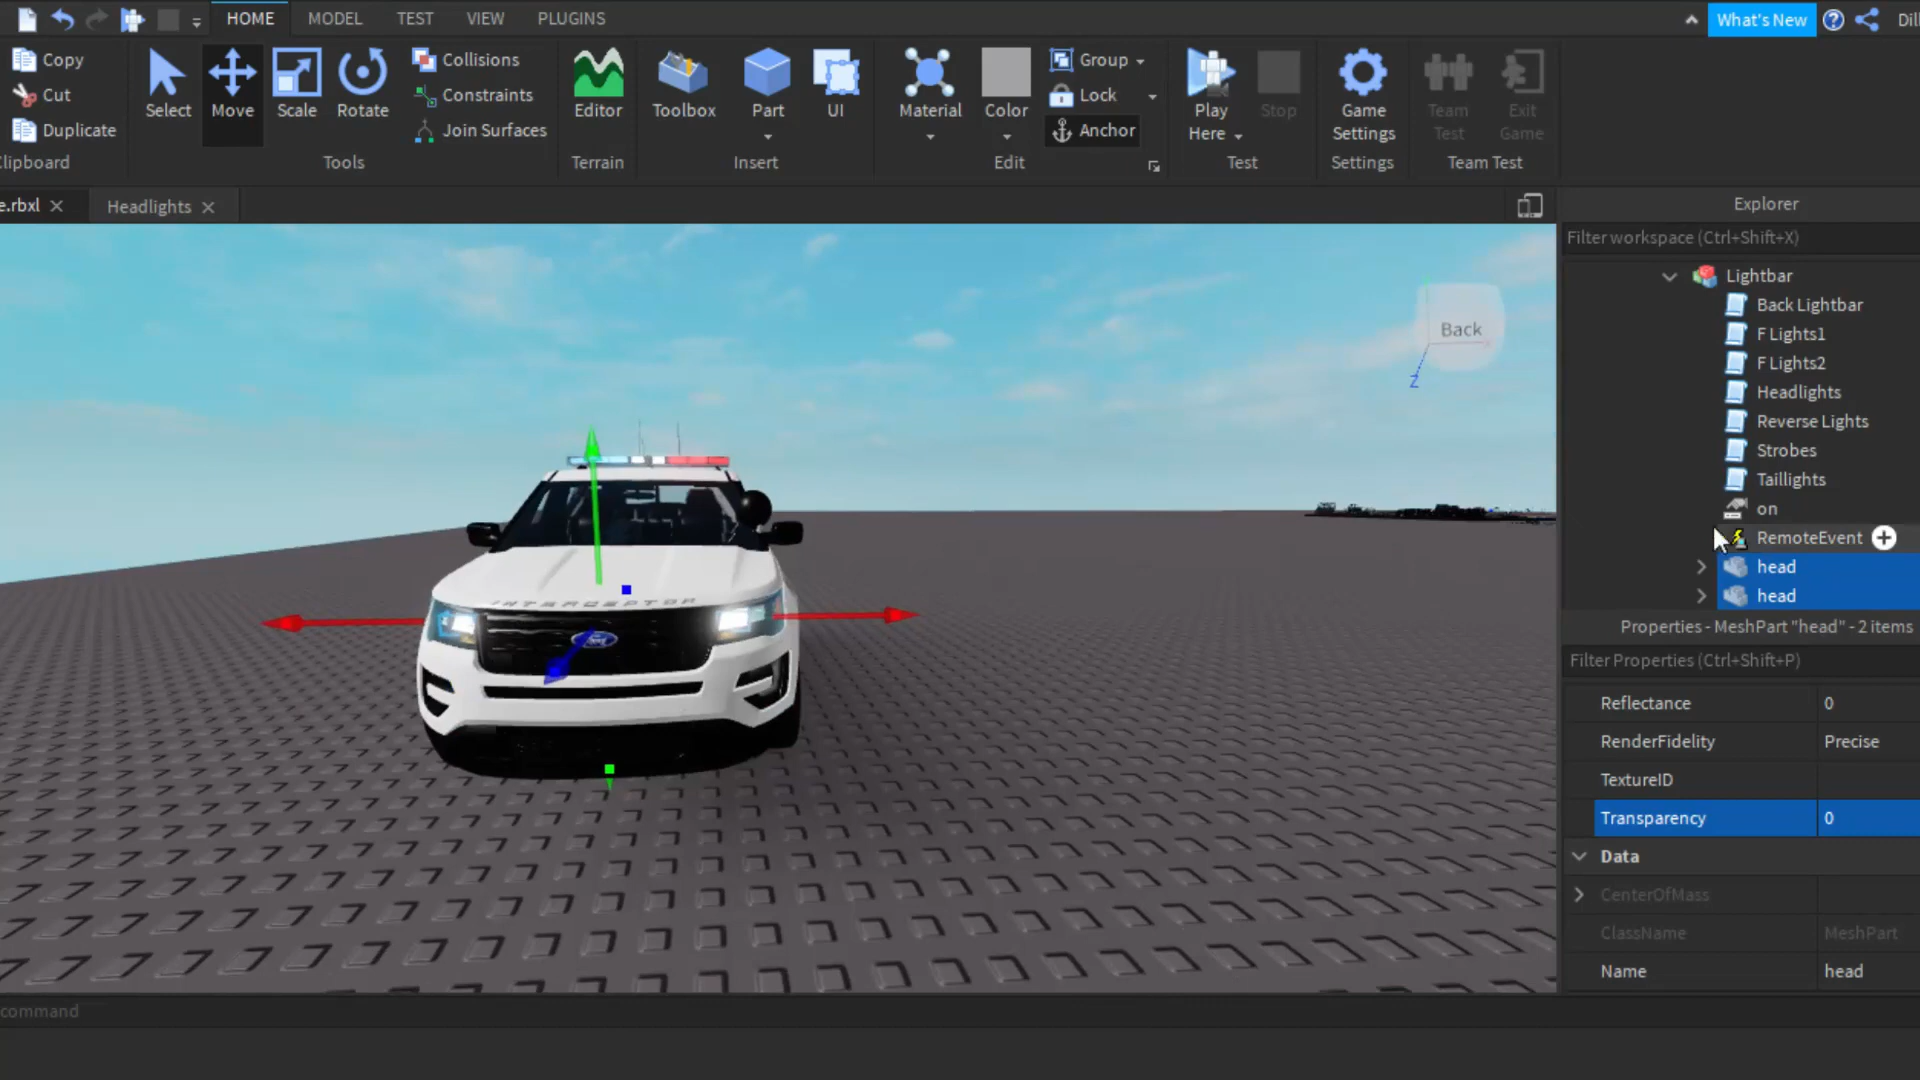 HOME MODEL TEST VIEW PLUGINS What's New ? Dil
Copy
Cut
Duplicate
lipboard
Select Move Scale Rotate
Collisions
Constraints
Join Surfaces
Tools
Editor
Terrain
Toolbox Part UI
Insert
Material Color
Group
Lock
Anchor
Edit
Play
Here
Stop
Test
Game
Settings
Settings
Team
Test
Exit
Game
Team Test
e.rbxl Headlights
Back
Z
INTERCEPTOR
Explorer
Filter workspace (Ctrl+Shift+X)
Lightbar
Back Lightbar
F Lights1
F Lights2
Headlights
Reverse Lights
Strobes
Taillights
on
RemoteEvent
head
head
Properties - MeshPart "head" - 2 items
Filter Properties (Ctrl+Shift+P)
Reflectance 0
RenderFidelity Precise
TextureID
Transparency 0
Data
CenterOfMass
ClassName MeshPart
Name head
command